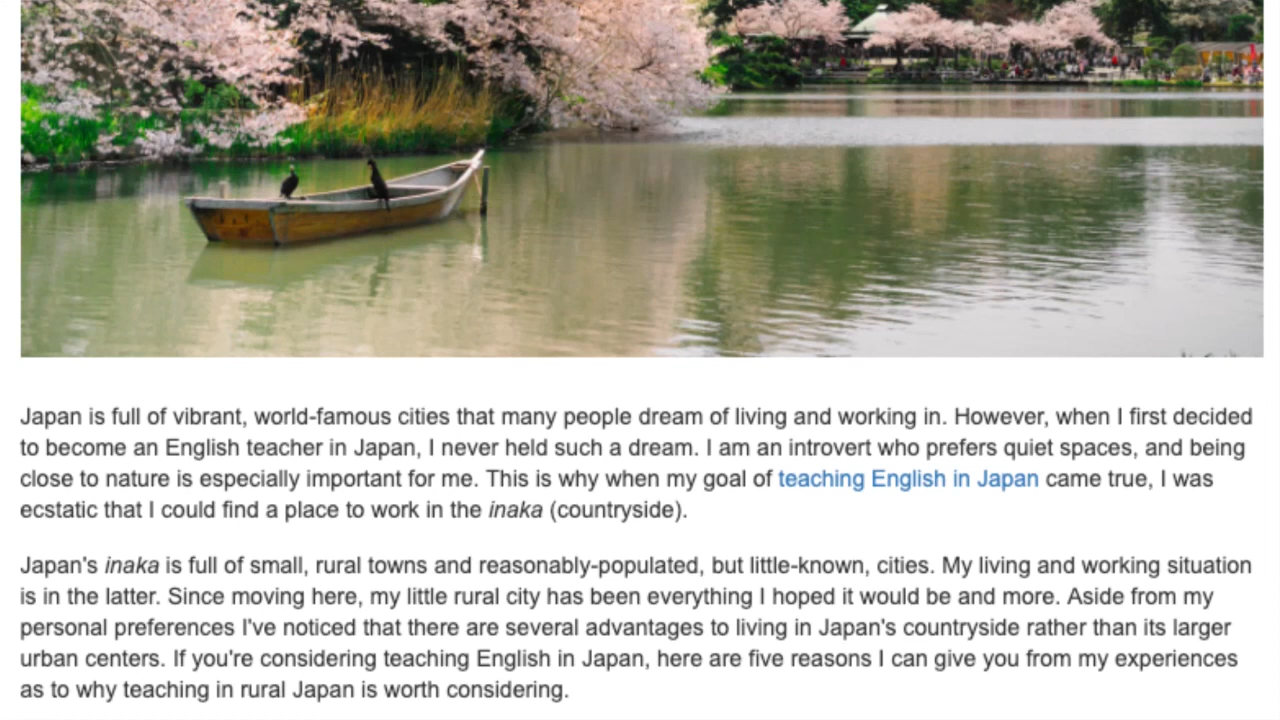 Japan is full of vibrant, world-famous cities that many people dream of living and working in. However, when I first decided
to become an English teacher in Japan, I never held such a dream. I am an introvert who prefers quiet spaces, and being
close to nature is especially important for me. This is why when my goal of teaching English in Japan came true, I was
ecstatic that I could find a place to work in the inaka (countryside).
Japan's inaka is full of small, rural towns and reasonably-populated, but little-known, cities. My living and working situation
is in the latter. Since moving here, my little rural city has been everything I hoped it would be and more. Aside from my
personal preferences I've noticed that there are several advantages to living in Japan's countryside rather than its larger
urban centers. If you're considering teaching English in Japan, here are five reasons I can give you from my experiences
as to why teaching in rural Japan is worth considering.